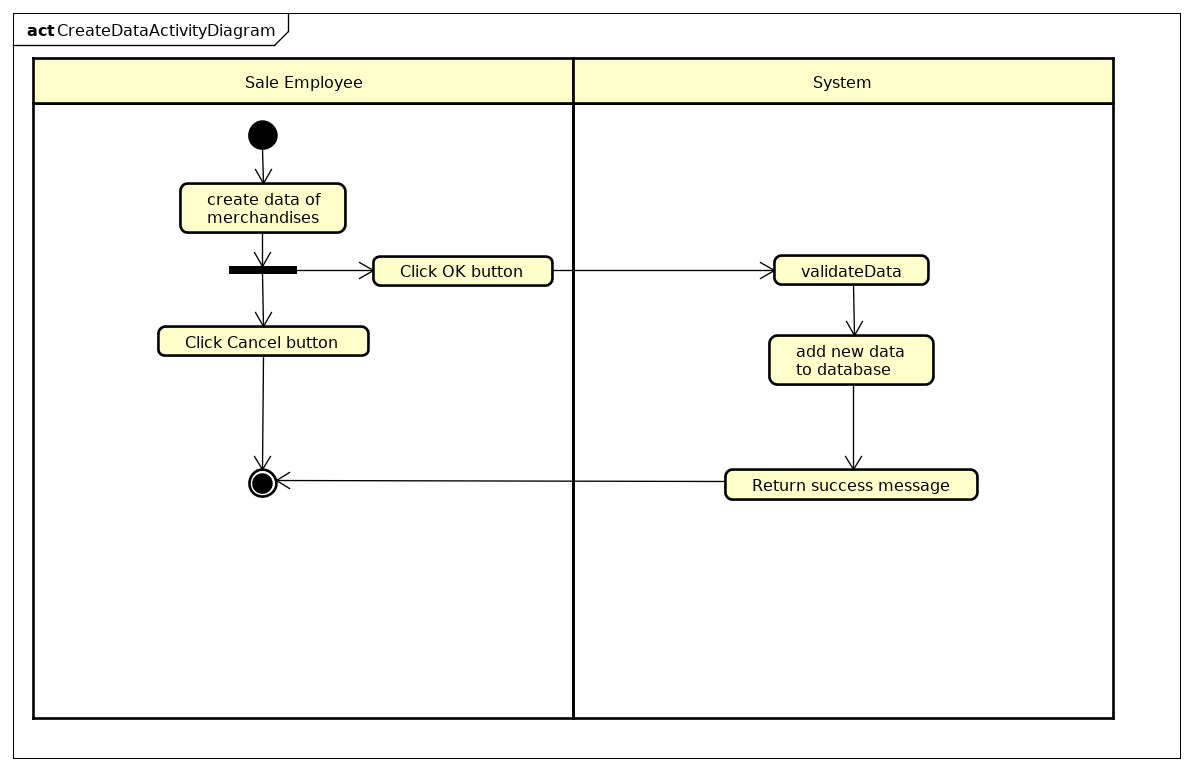 act CreateDataActivityDiagram
Sale Employee
System
create data of
merchandises
Click OK button
validateData
Click Cancel button
add new data
to database
Return success message